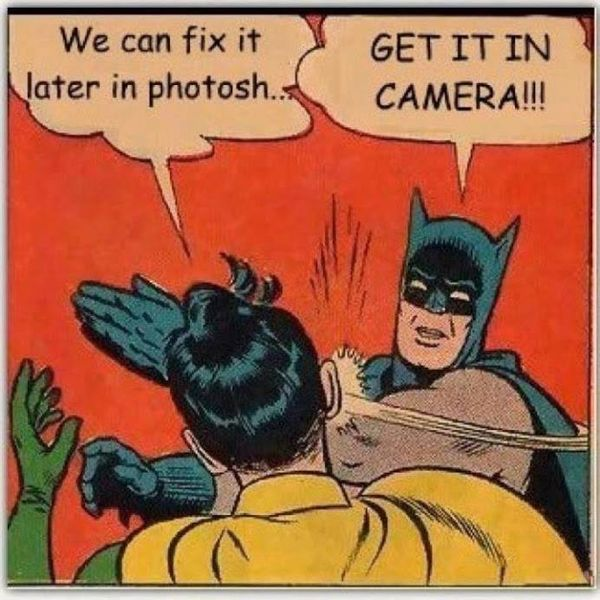 We can fix it
later in photosh...
GET IT IN
CAMERA!!!